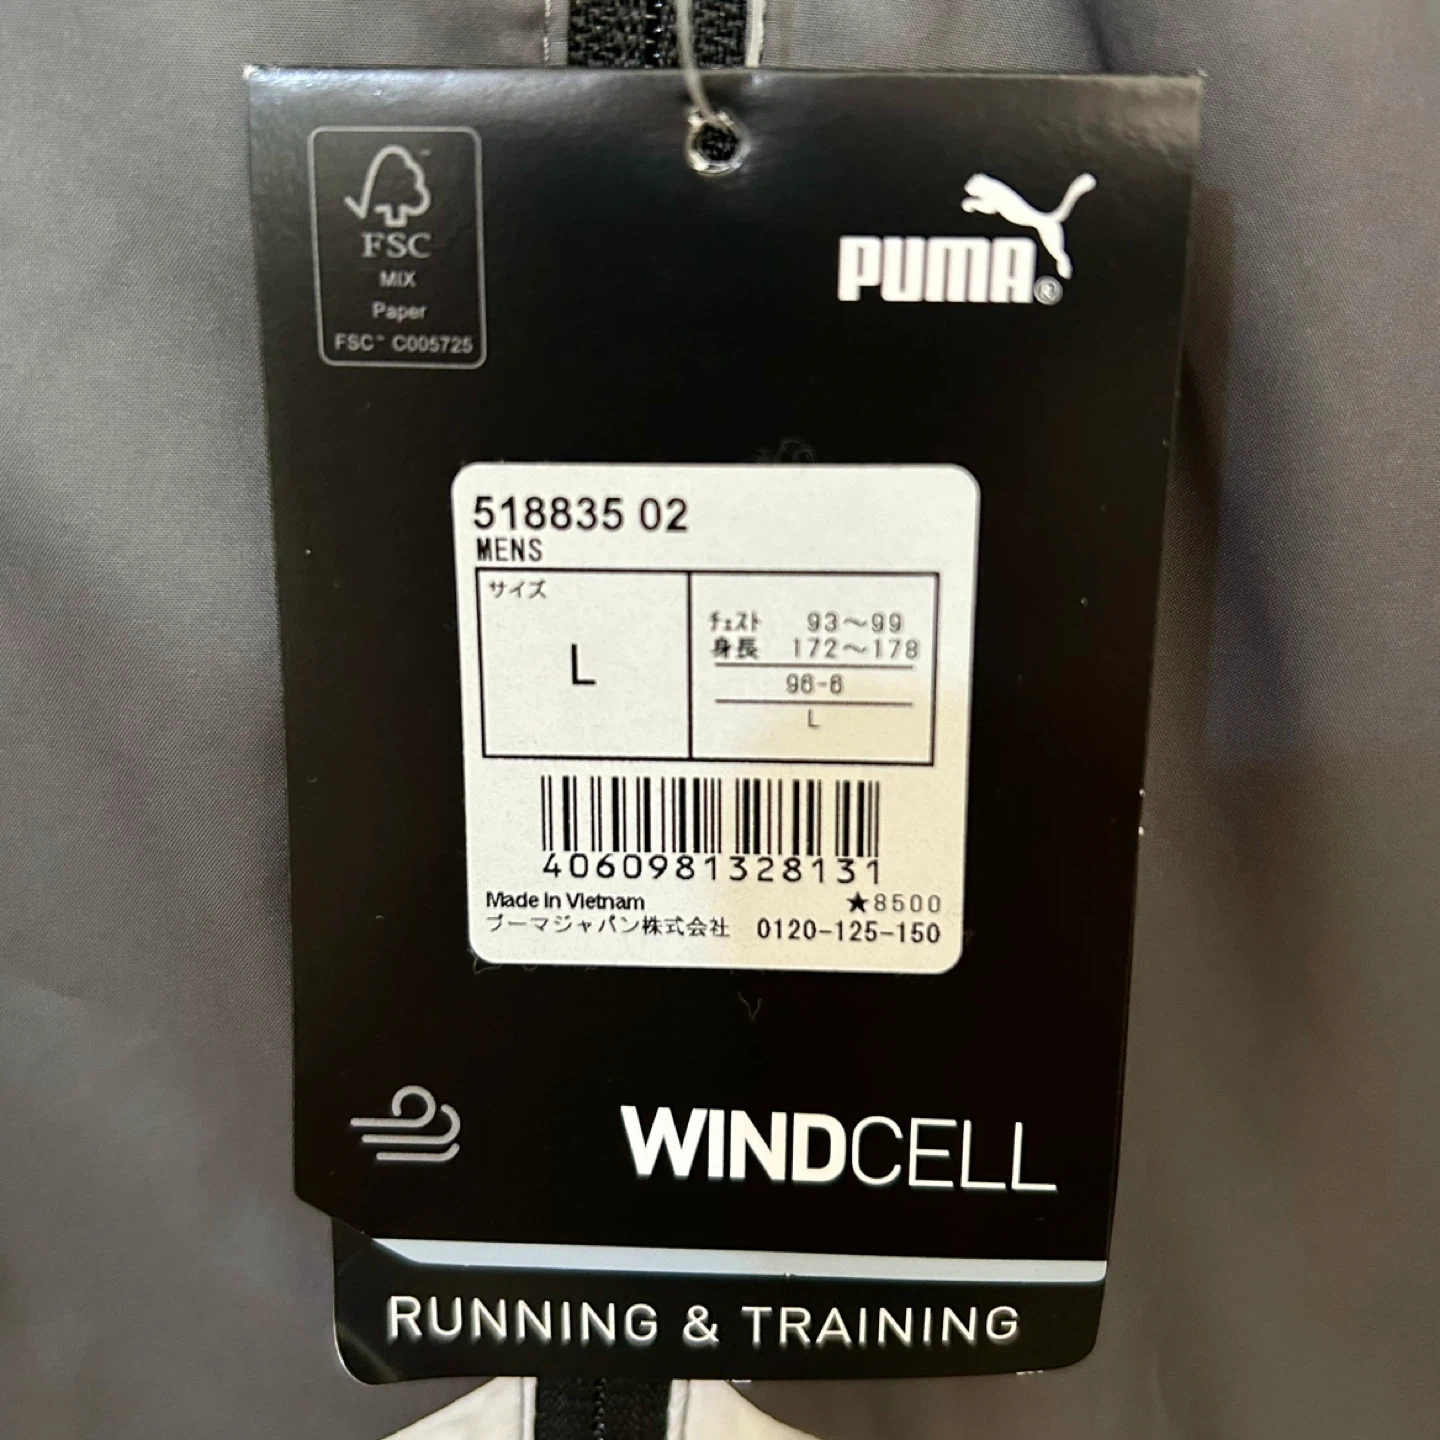 FSC
MIX
Paper
FSC™ C005725
PUMA®
518835 02
MENS
サイズ
L
チェスト 93～99
身長 172～178
96-6
L
4060981328131
Made in Vietnam ★8500
プーマジャパン株式会社 0120-125-150
WINDCELL
RUNNING & TRAINING